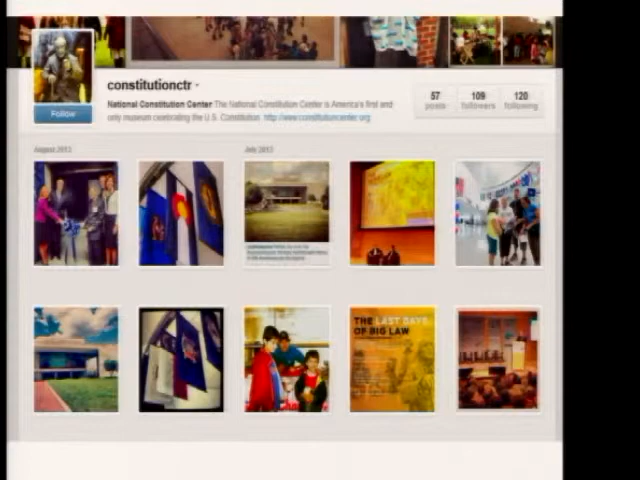 constitutionctr
National Constitution Center The National Constitution Center is America's first and
only museum celebrating the U.S. Constitution. http://www.constitutioncenter.org
Follow
57 posts
109 followers
120 following
August 2013
July 2013
THE LAST DAYS
OF BIG LAW